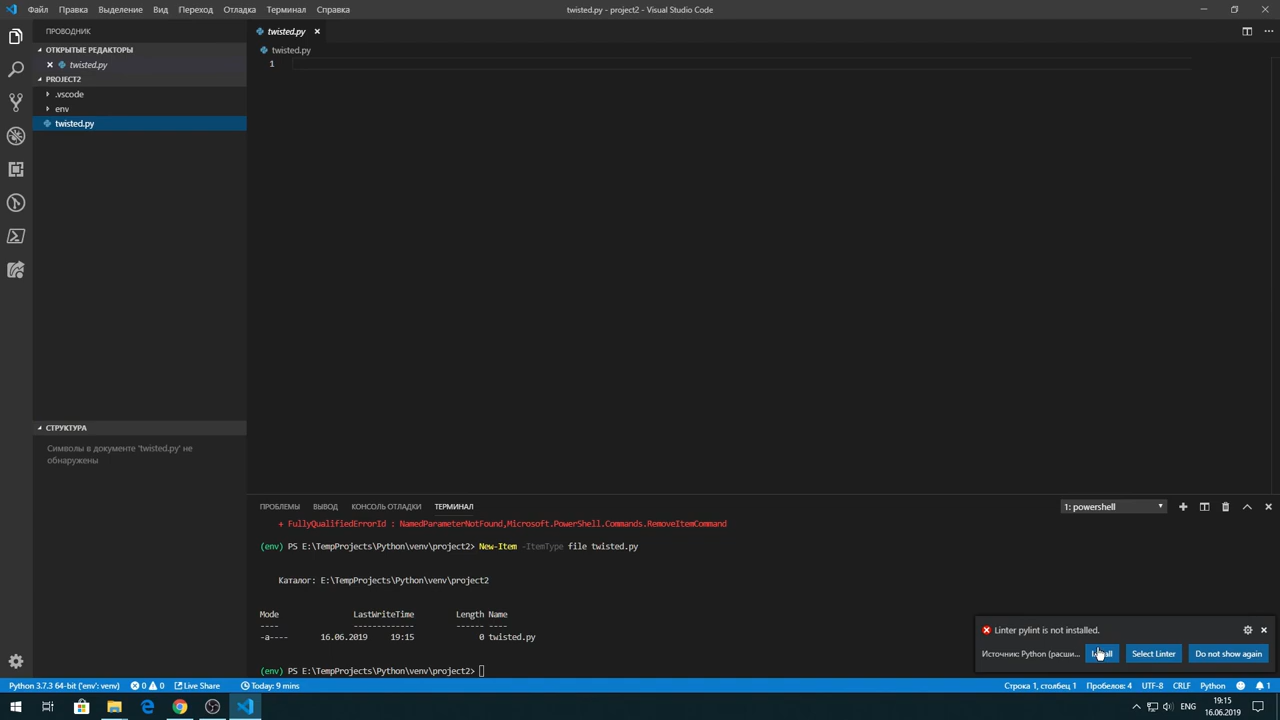 Файл Правка Выделение Вид Переход Отладка Терминал Справка
twisted.py - project2 - Visual Studio Code
ПРОВОДНИК
ОТКРЫТЫЕ РЕДАКТОРЫ
twisted.py
PROJECT2
.vscode
env
twisted.py
СТРУКТУРА
Символы в документе 'twisted.py' не
обнаружены
twisted.py
twisted.py
1
ПРОБЛЕМЫ ВЫВОД КОНСОЛЬ ОТЛАДКИ ТЕРМИНАЛ
1: powershell
+ FullyQualifiedErrorId : NamedParameterNotFound,Microsoft.PowerShell.Commands.RemoveItemCommand
(env) PS E:\TempProjects\Python\venv\project2> New-Item -ItemType file twisted.py
Каталог: E:\TempProjects\Python\venv\project2
Mode LastWriteTime Length Name
---- ------------- ------ ----
-a---- 16.06.2019 19:15 0 twisted.py
(env) PS E:\TempProjects\Python\venv\project2>
Linter pylint is not installed.
Источник: Python (расши... Install Select Linter Do not show again
Python 3.7.3 64-bit ('env': venv) 0 0 Live Share Today: 9 mins
Строка 1, столбец 1 Пробелов: 4 UTF-8 CRLF Python 1
ENG
19:15
16.06.2019